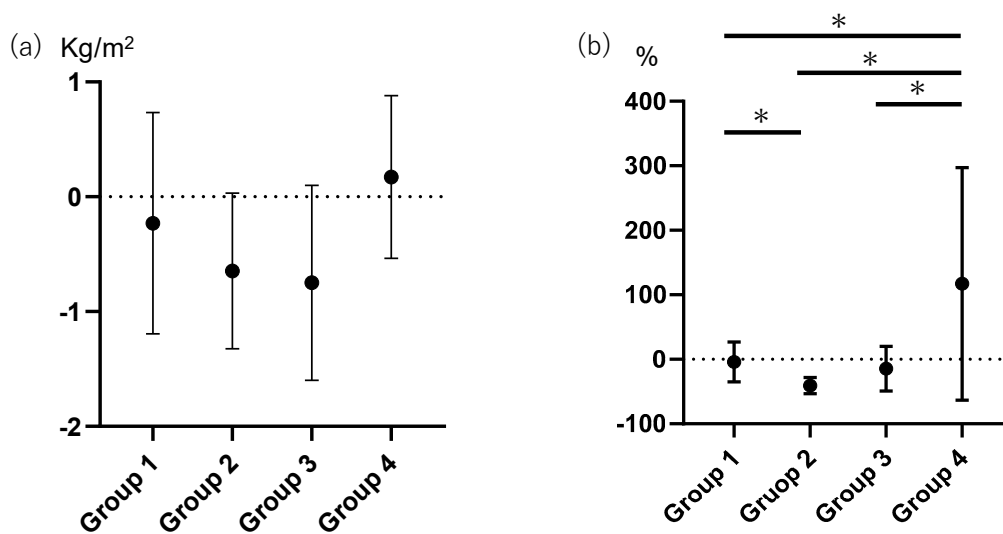 (a) Kg/m²
1
0
-1
-2
Group 1
Group 2
Group 3
Group 4
(b) %
*
*
*
*
400
300
200
100
0
-100
Group 1
Gruop 2
Group 3
Group 4